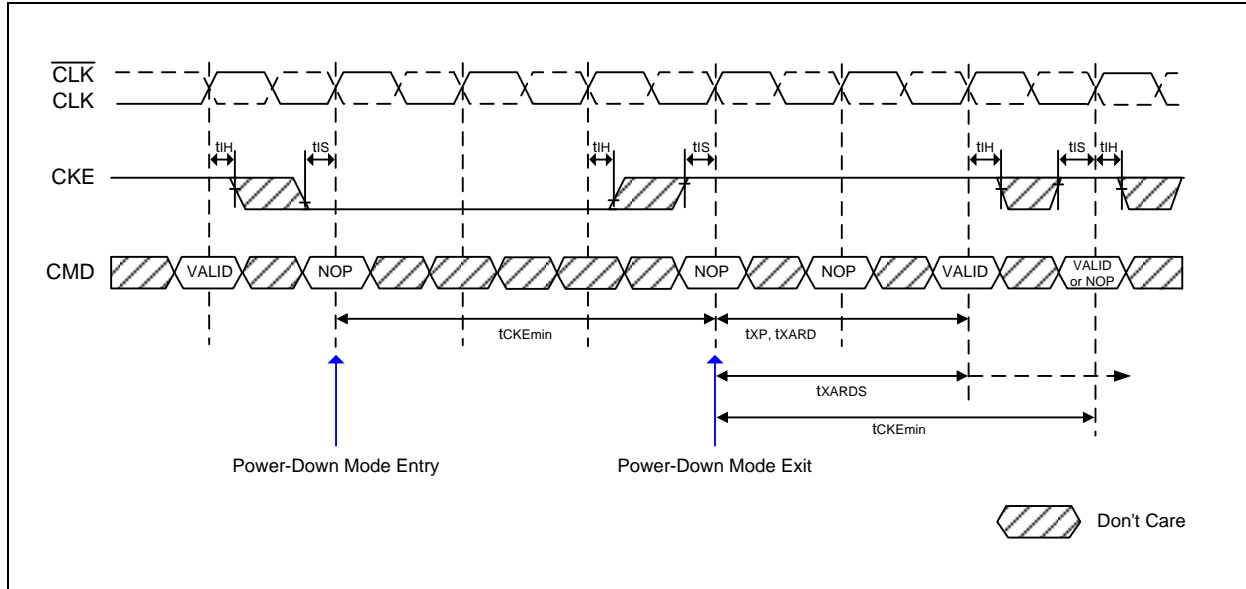 CLK
CLK
tIH tIS tIH tIS tIH tIS tIH
CKE
CMD VALID NOP NOP NOP VALID VALID or NOP
tCKEmin tXP, tXARD
tXARDS
tCKEmin
Power-Down Mode Entry Power-Down Mode Exit
Don't Care